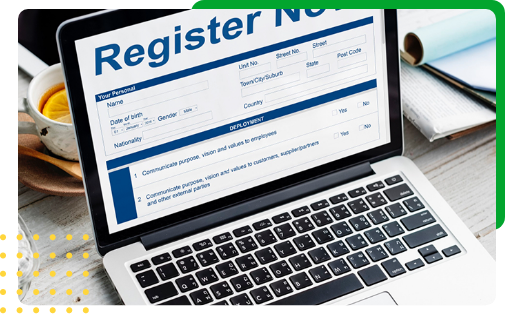 Register No
Your Personal
Name
Unit No. Street No. Street
Town/City/Suburb State Post Code
Date of birth
Gender
Country
Nationality
DEPLOYMENT
Yes No
1 Communicate purpose, vision and values to employees
Yes No
2 Communicate purpose, vision and values to customers, supplier/partners
and other external parties